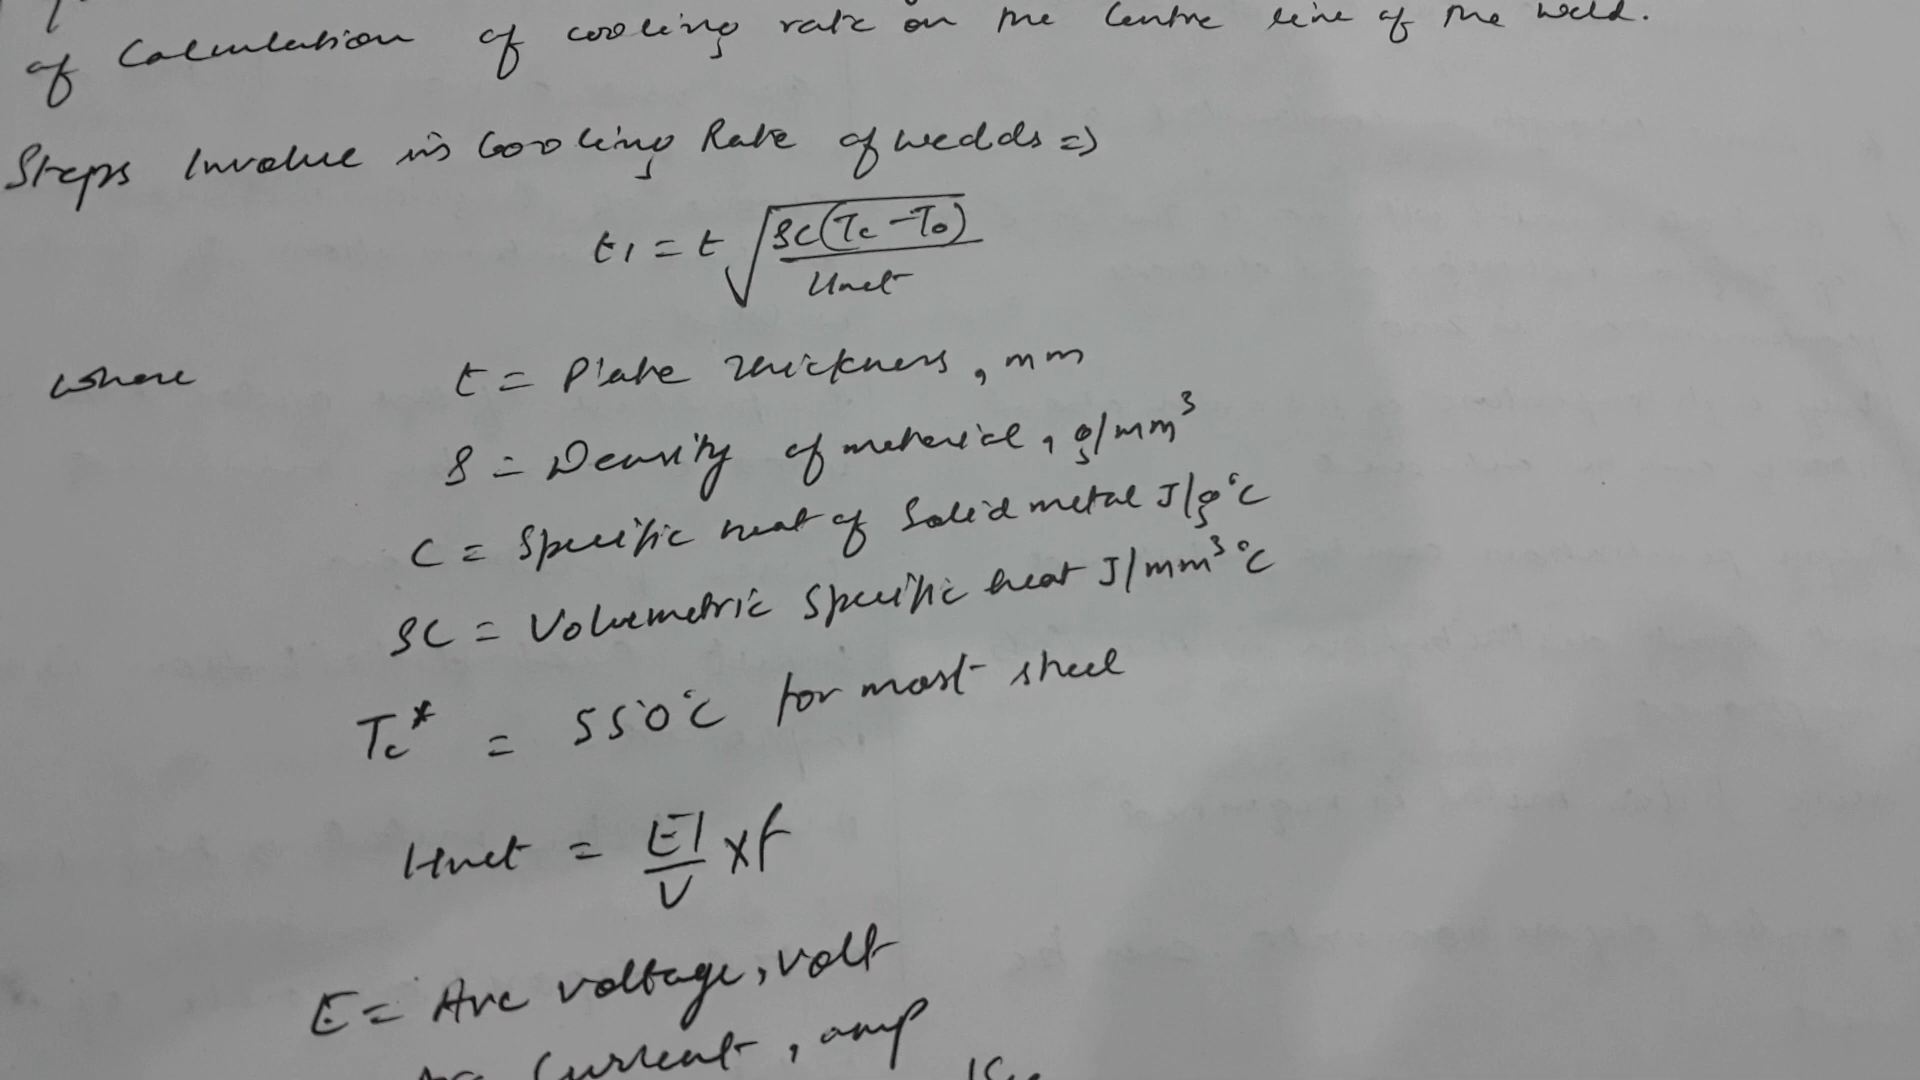 of Calculation of cooling rate on the Centre line of the weld.
Steps Involve in Cooling Rate of welds =>
t1 = t √(ρc(Tc - To) / Hnet)
where t = Plate thickness, mm
ρ = Density of material, g/mm³
C = Specific heat of Solid metal J/g°C
ρC = Volumetric Specific heat J/mm³°C
Tc* = 550°C for most steel
Hnet = EI/V × f
E = Arc voltage, volt
Current, amp